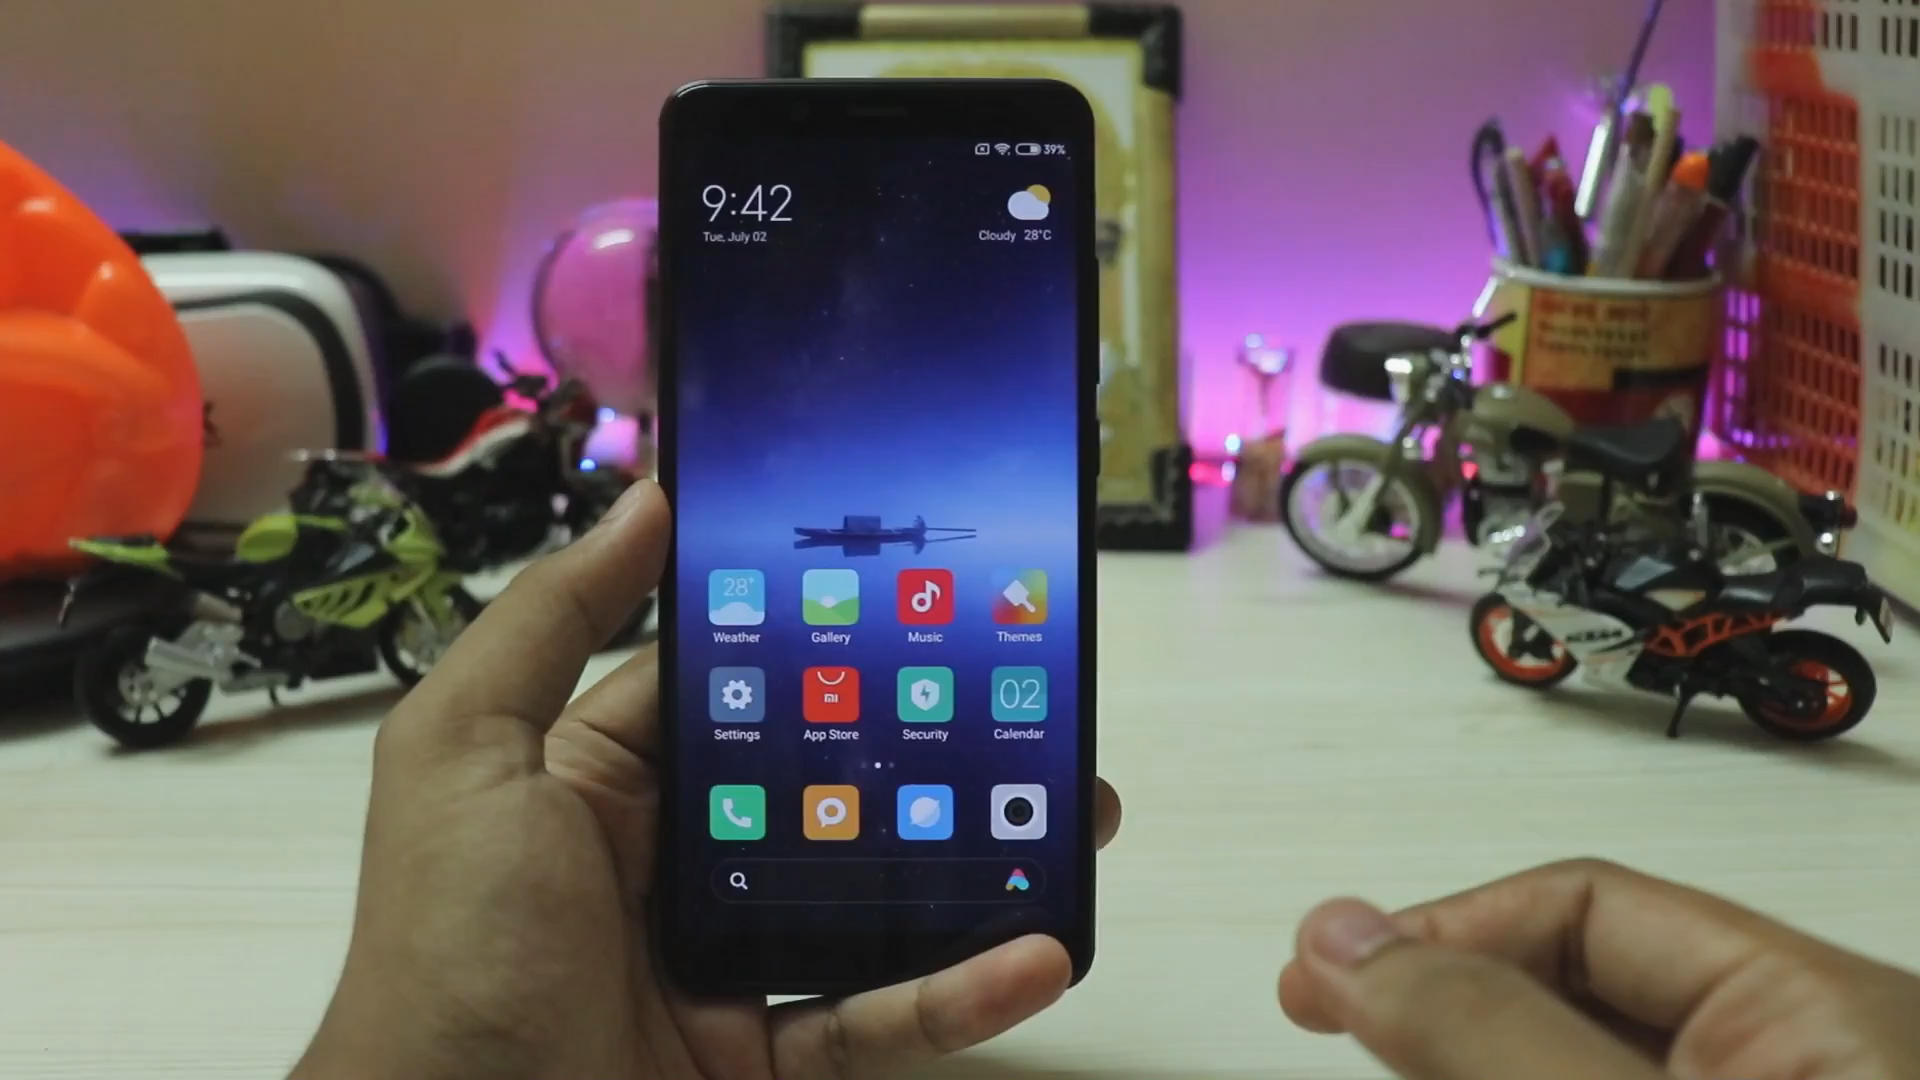 39%
9:42
Tue, July 02
Cloudy 28°C
28°
Weather
Gallery
Music
Themes
mi
02
Settings
App Store
Security
Calendar